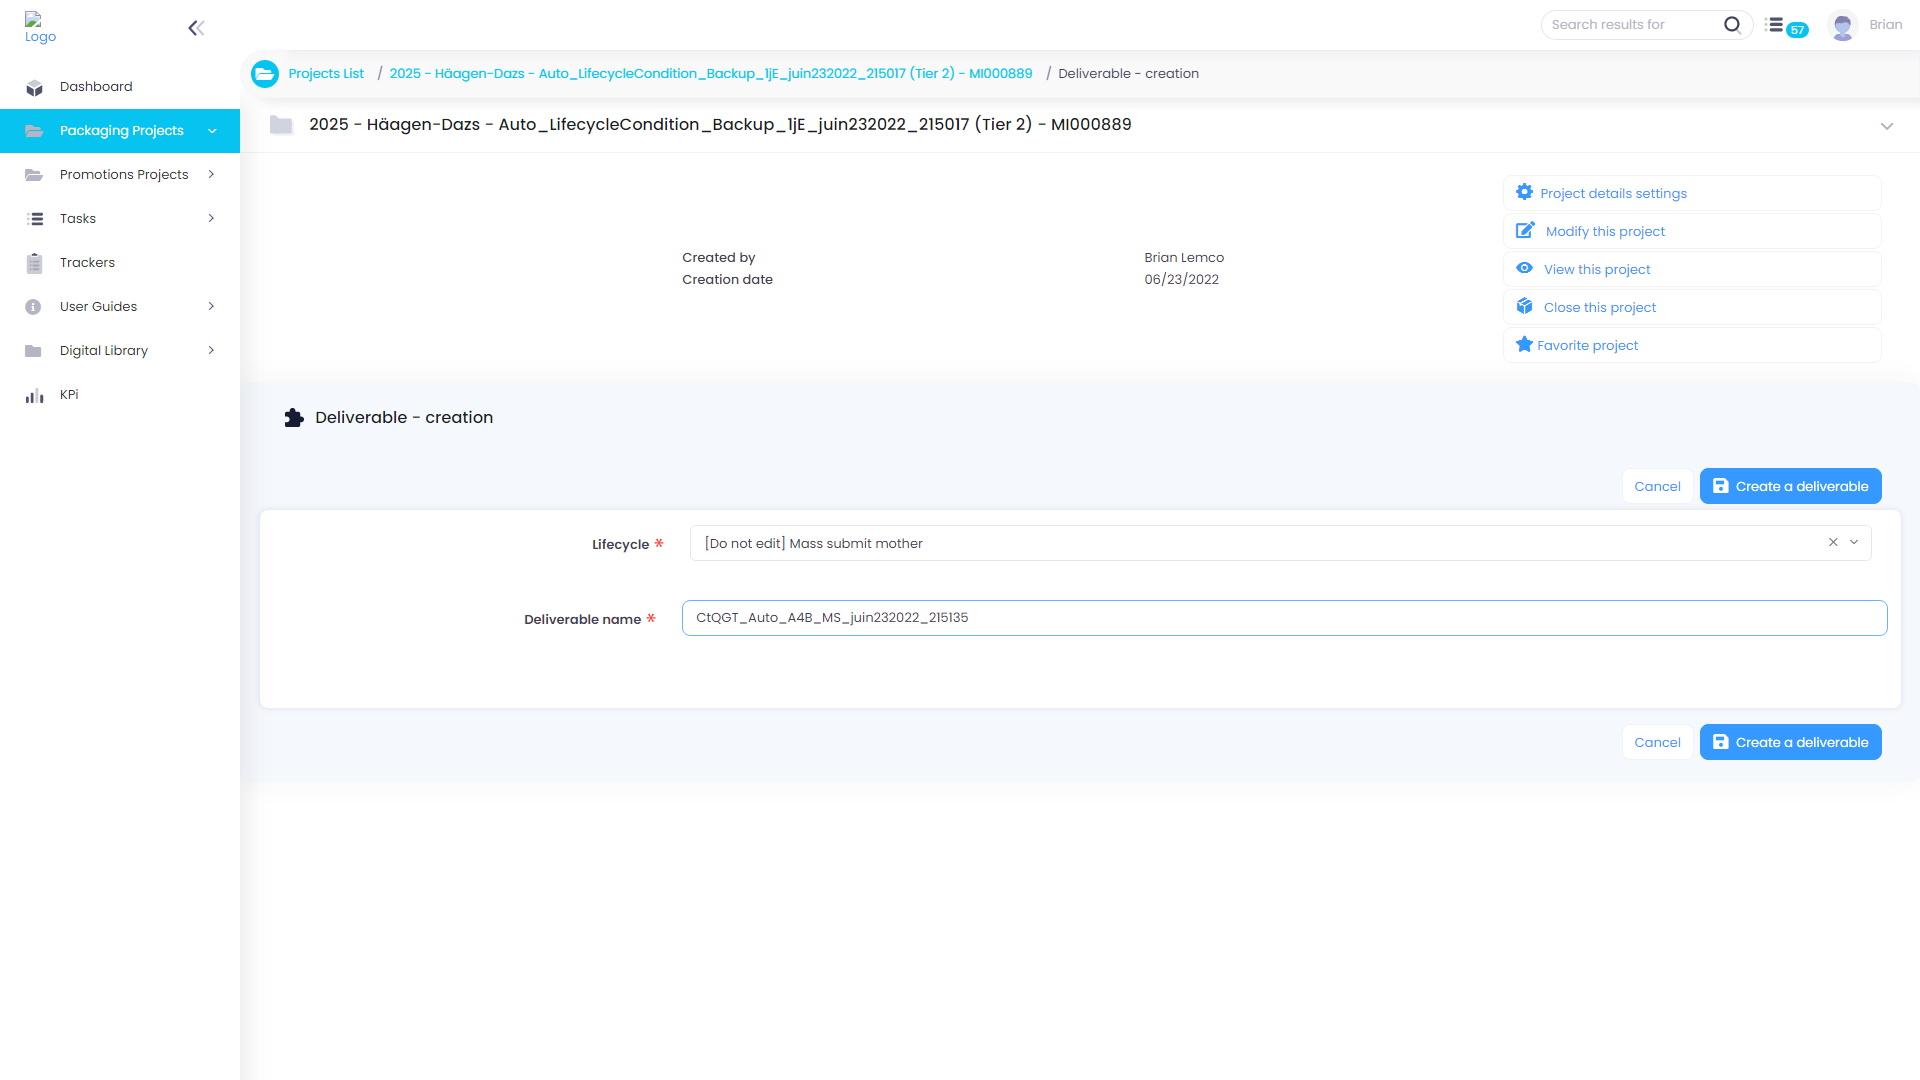 Logo
Search results for
57
Brian
Dashboard
Packaging Projects
Promotions Projects
Tasks
Trackers
User Guides
Digital Library
KPi
Projects List / 2025 - Häagen-Dazs - Auto_LifecycleCondition_Backup_1jE_juin232022_215017 (Tier 2) - MI000889 / Deliverable - creation
2025 - Häagen-Dazs - Auto_LifecycleCondition_Backup_1jE_juin232022_215017 (Tier 2) - MI000889
Created by Brian Lemco
Creation date 06/23/2022
Project details settings
Modify this project
View this project
Close this project
Favorite project
Deliverable - creation
Cancel Create a deliverable
Lifecycle * [Do not edit] Mass submit mother
Deliverable name * CtQGT_Auto_A4B_MS_juin232022_215135
Cancel Create a deliverable